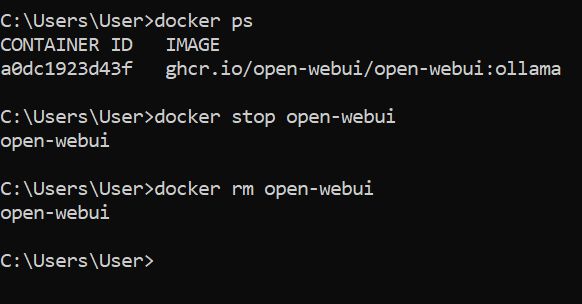 C:\Users\User>docker ps
CONTAINER ID   IMAGE
a0dc1923d43f   ghcr.io/open-webui/open-webui:ollama
C:\Users\User>docker stop open-webui
open-webui
C:\Users\User>docker rm open-webui
open-webui
C:\Users\User>